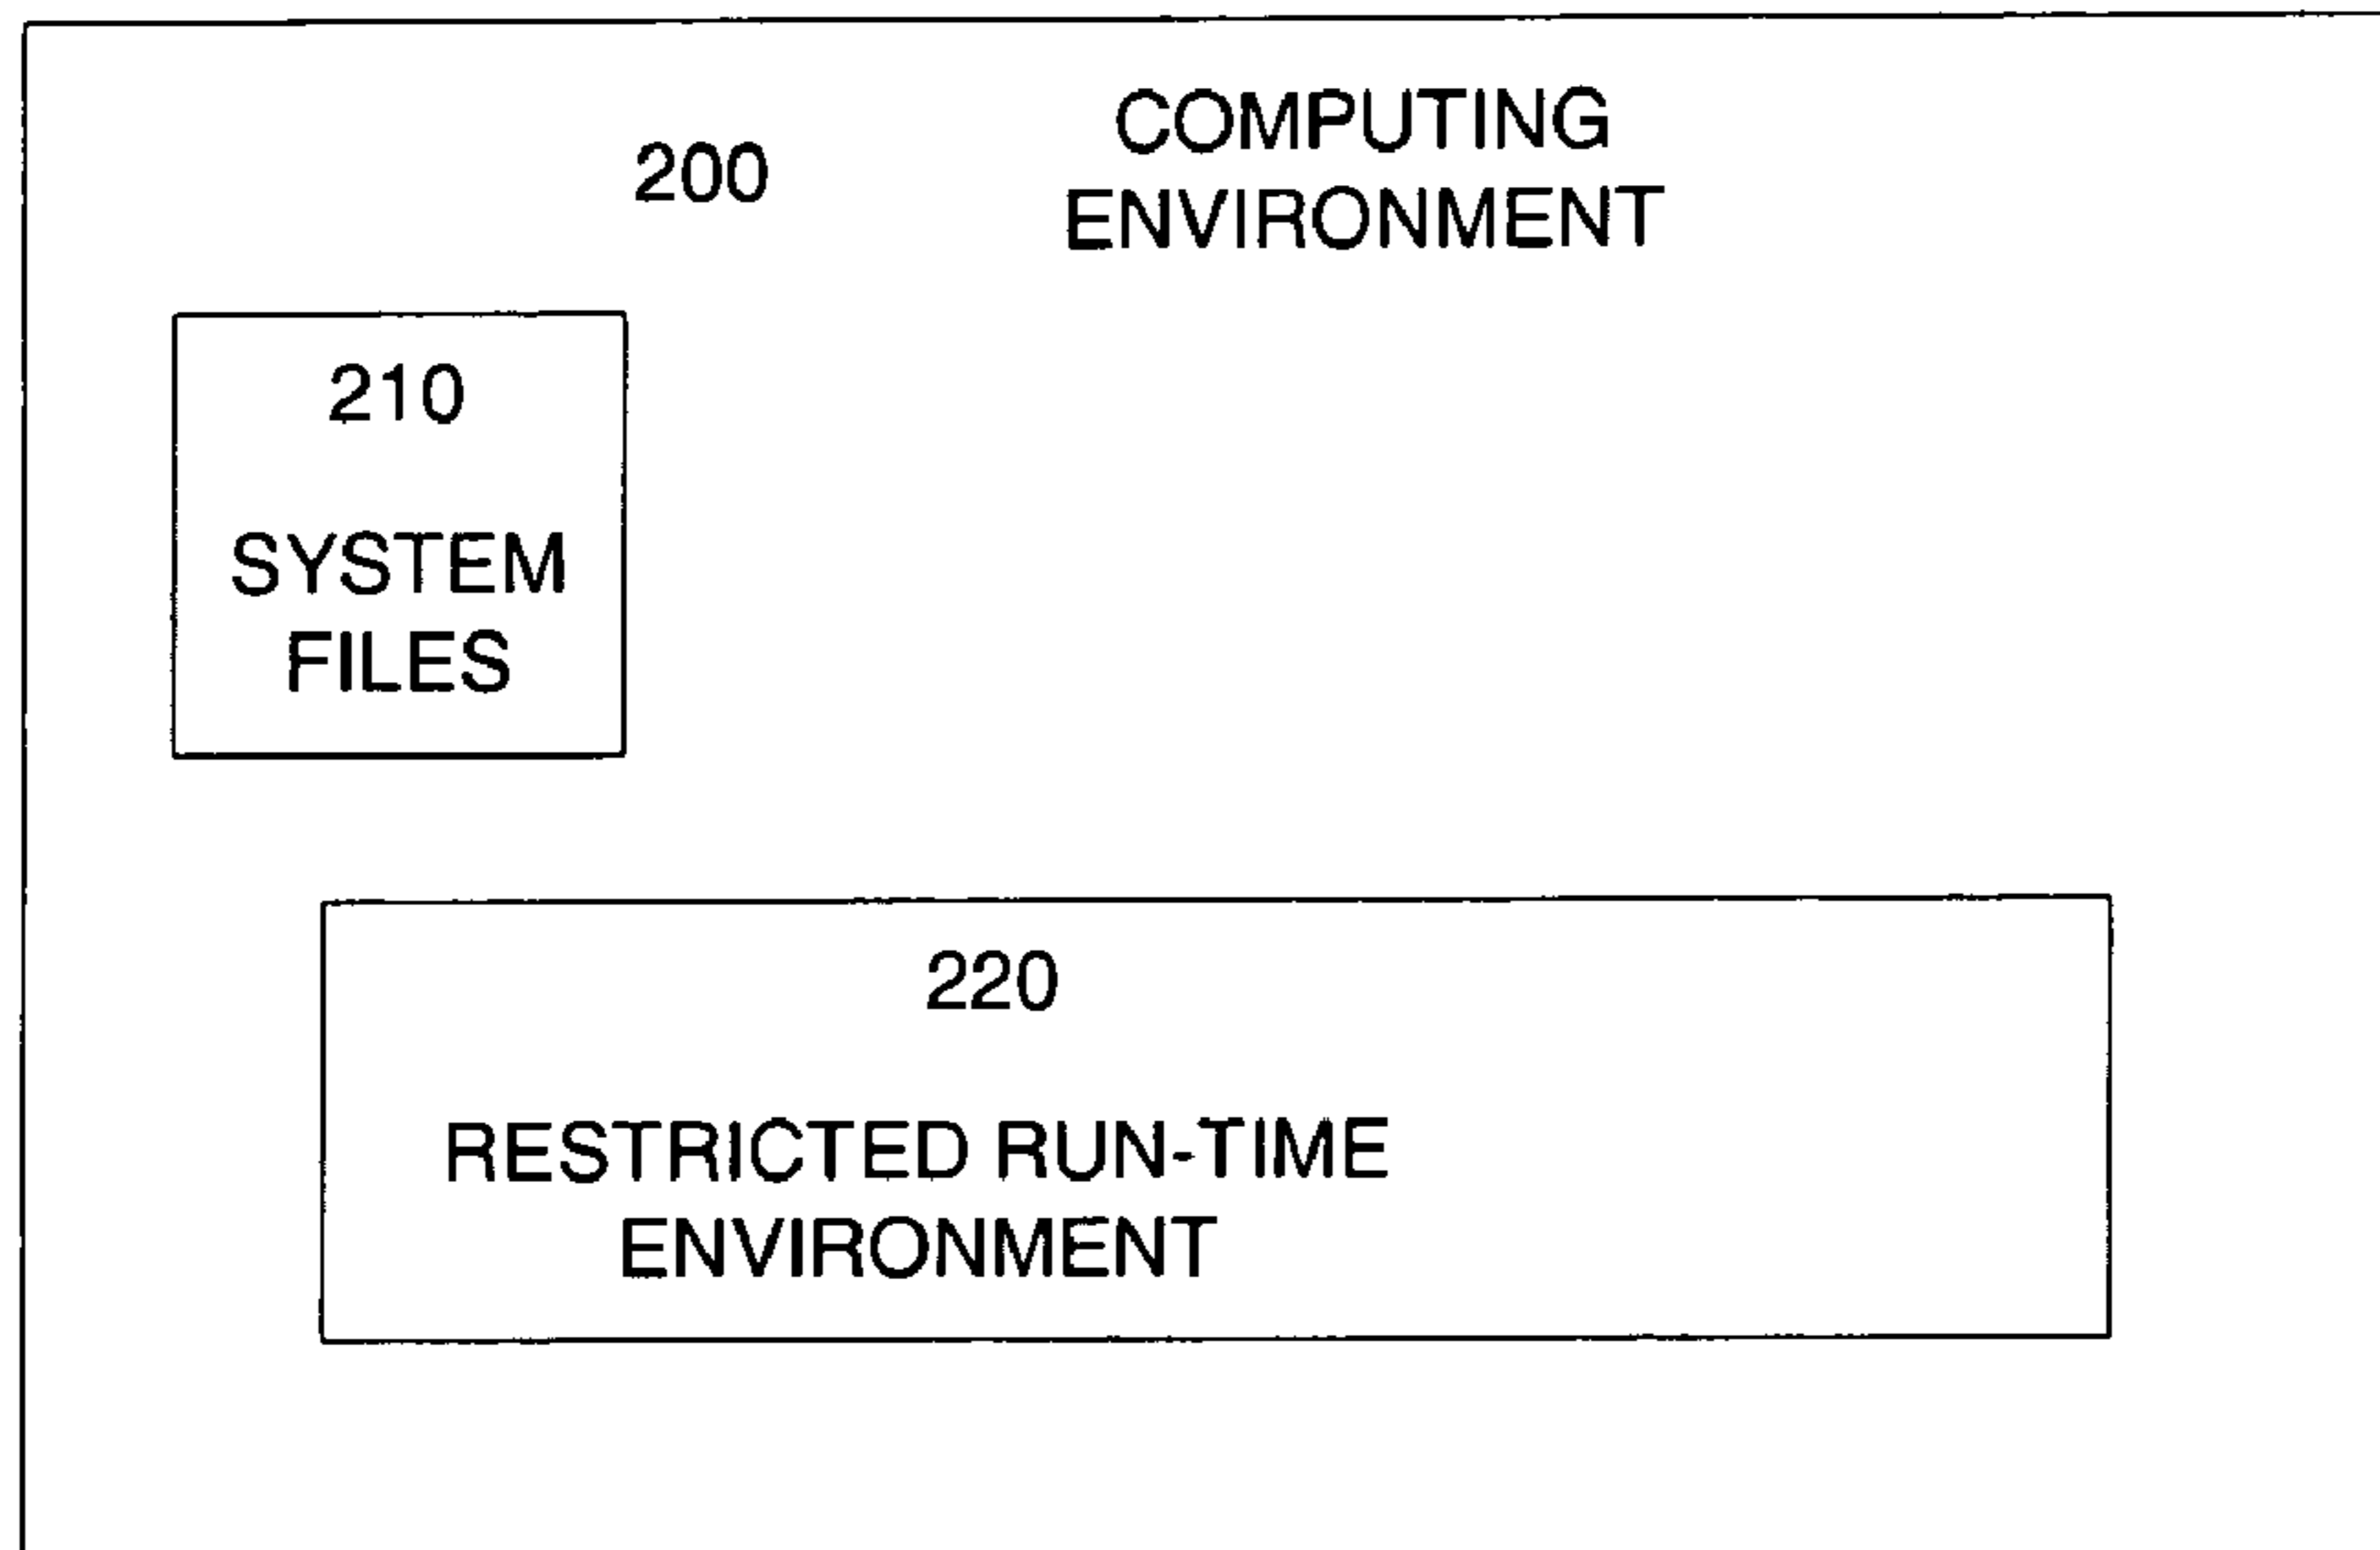 COMPUTING
200
ENVIRONMENT
210
SYSTEM
FILES
220
RESTRICTED RUN-TIME
ENVIRONMENT